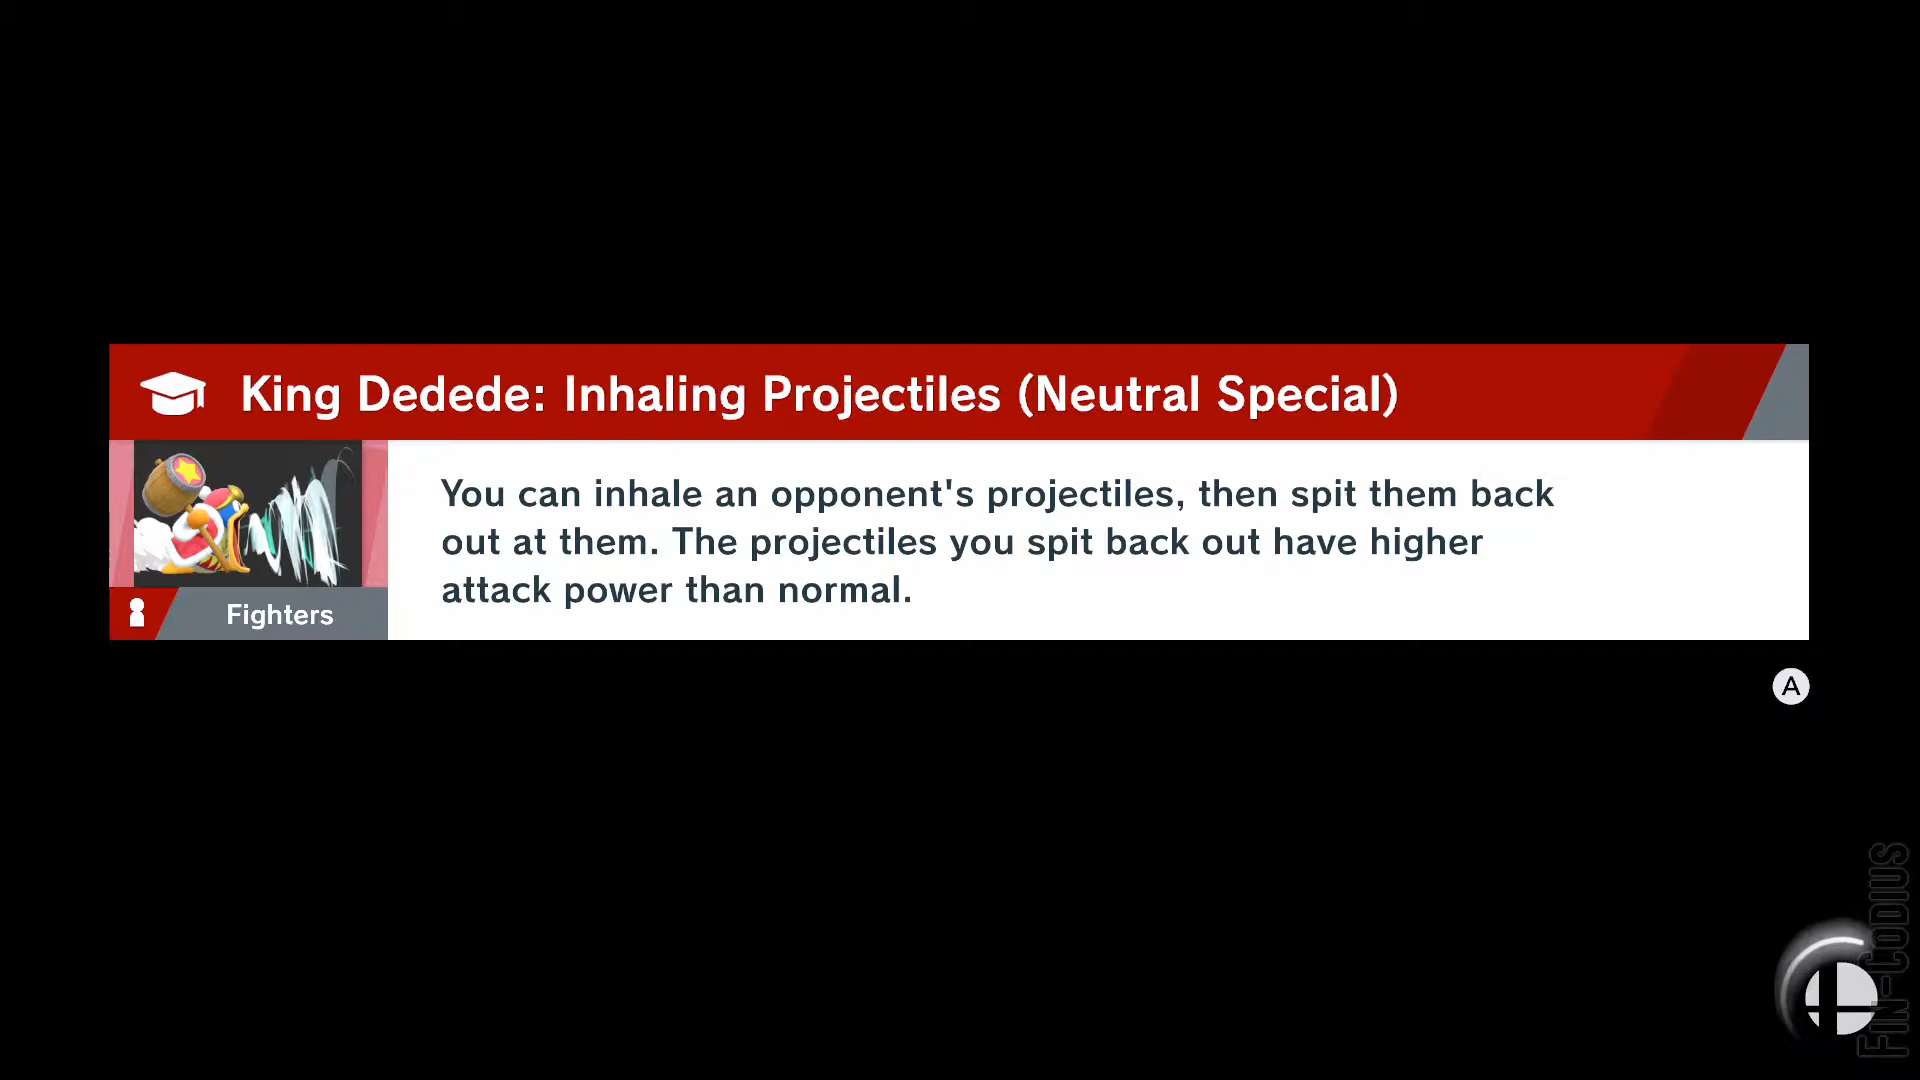 King Dedede: Inhaling Projectiles (Neutral Special)
You can inhale an opponent's projectiles, then spit them back
out at them. The projectiles you spit back out have higher
attack power than normal.
Fighters
A
Fin-Codius